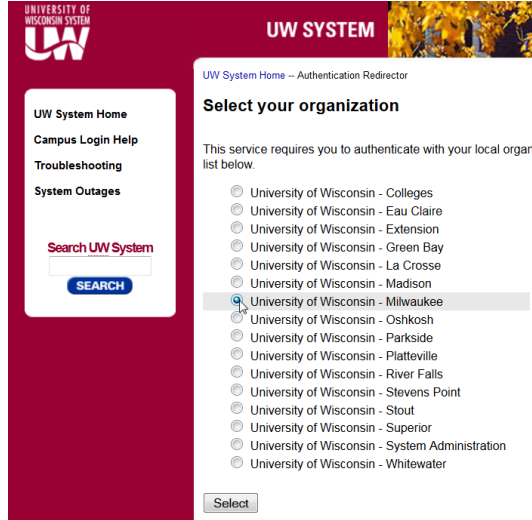 UNIVERSITY OF
WISCONSIN SYSTEM
UW
UW SYSTEM
UW System Home -- Authentication Redirector
Select your organization
UW System Home
Campus Login Help
Troubleshooting
System Outages
Search UW System
SEARCH
This service requires you to authenticate with your local organ
list below.
University of Wisconsin - Colleges
University of Wisconsin - Eau Claire
University of Wisconsin - Extension
University of Wisconsin - Green Bay
University of Wisconsin - La Crosse
University of Wisconsin - Madison
University of Wisconsin - Milwaukee
University of Wisconsin - Oshkosh
University of Wisconsin - Parkside
University of Wisconsin - Platteville
University of Wisconsin - River Falls
University of Wisconsin - Stevens Point
University of Wisconsin - Stout
University of Wisconsin - Superior
University of Wisconsin - System Administration
University of Wisconsin - Whitewater
Select